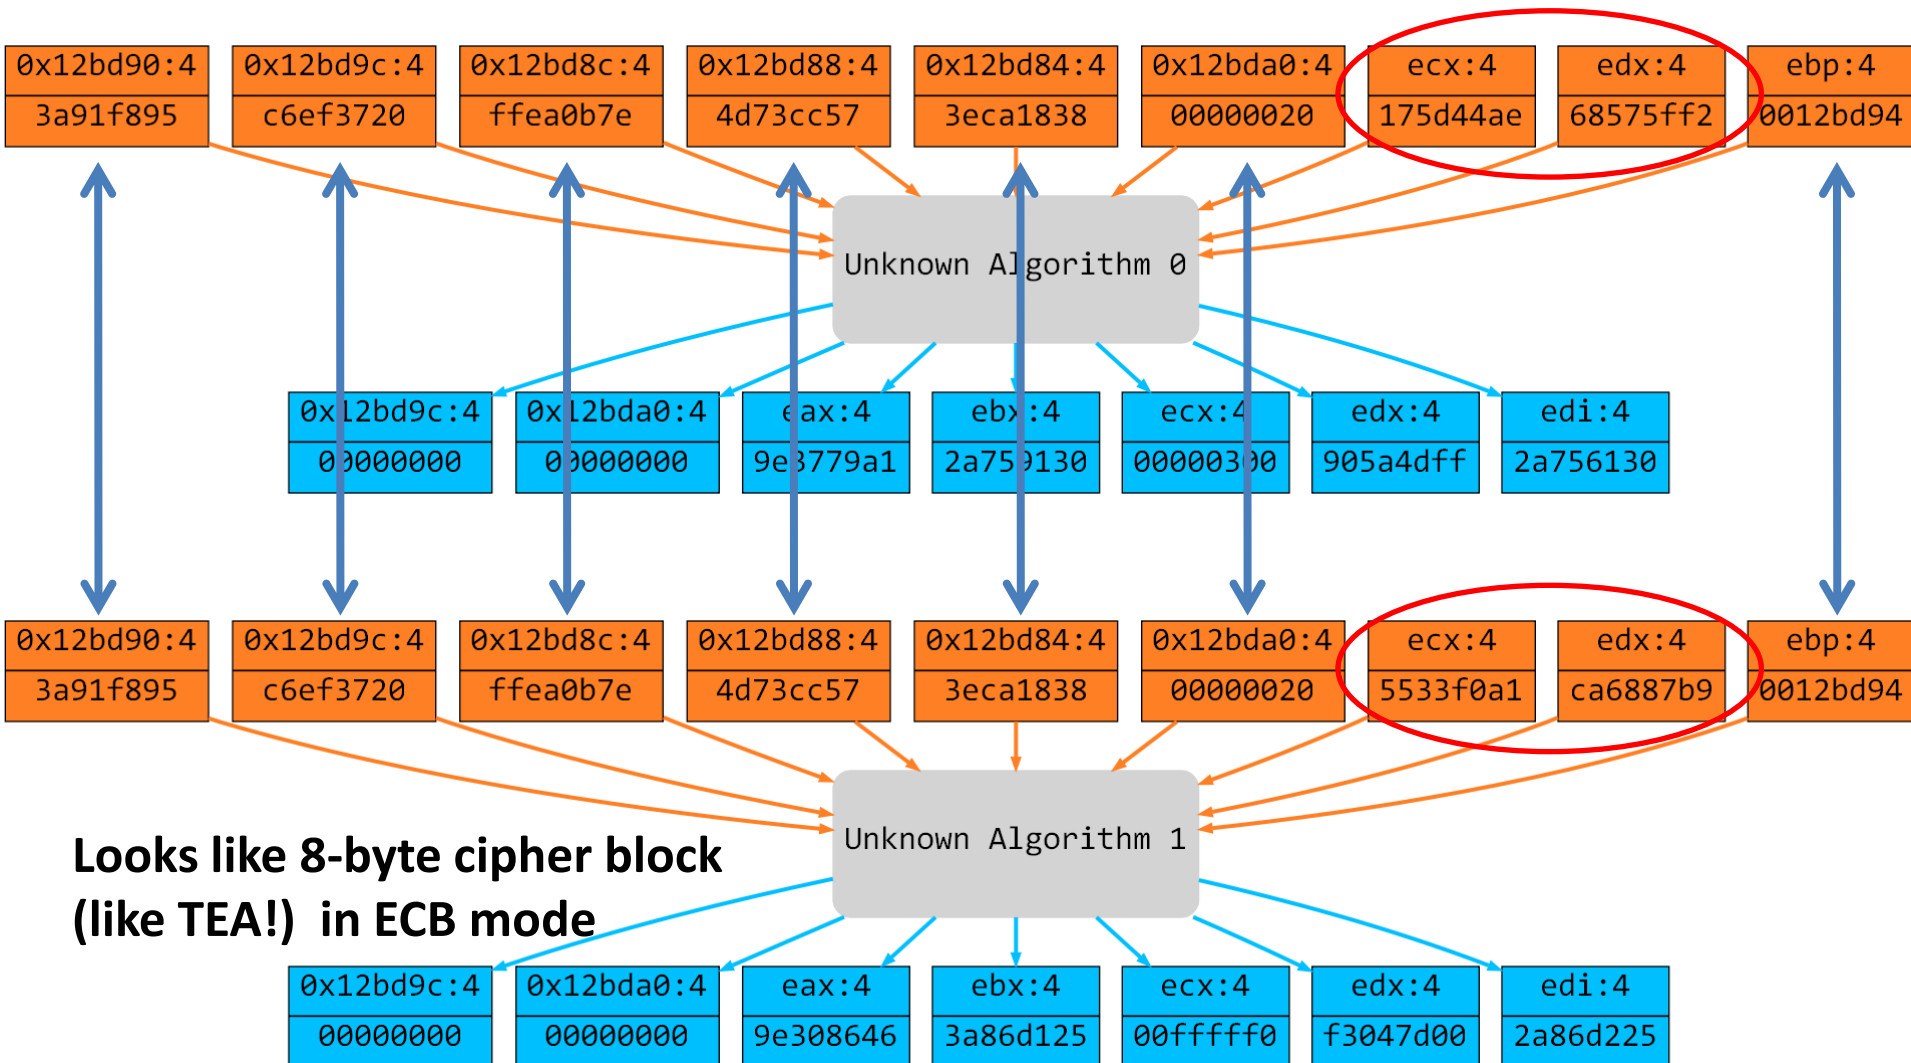 0x12bd90:4 0x12bd9c:4 0x12bd8c:4 0x12bd88:4 0x12bd84:4 0x12bda0:4 ecx:4 edx:4 ebp:4
3a91f895 c6ef3720 ffea0b7e 4d73cc57 3eca1838 00000020 175d44ae 68575ff2 0012bd94
Unknown Algorithm 0
0x12bd9c:4 0x12bda0:4 eax:4 ebx:4 ecx:4 edx:4 edi:4
00000000 00000000 9e3779a1 2a759130 00000300 905a4dff 2a756130
0x12bd90:4 0x12bd9c:4 0x12bd8c:4 0x12bd88:4 0x12bd84:4 0x12bda0:4 ecx:4 edx:4 ebp:4
3a91f895 c6ef3720 ffea0b7e 4d73cc57 3eca1838 00000020 5533f0a1 ca6887b9 0012bd94
Unknown Algorithm 1
Looks like 8-byte cipher block
(like TEA!) in ECB mode
0x12bd9c:4 0x12bda0:4 eax:4 ebx:4 ecx:4 edx:4 edi:4
00000000 00000000 9e308646 3a86d125 00fffff0 f3047d00 2a86d225